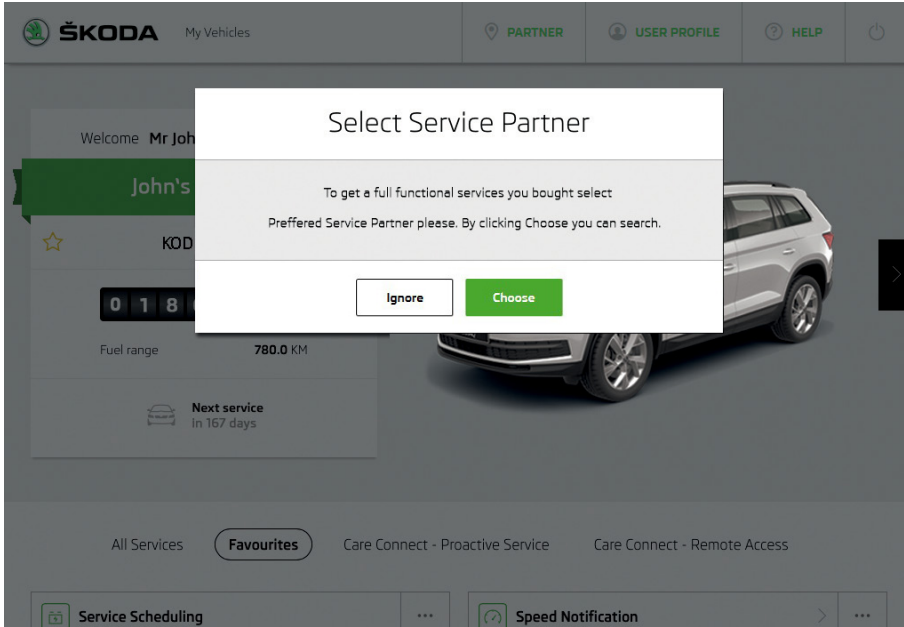 ŠKODA My Vehicles PARTNER USER PROFILE HELP
Select Service Partner
Welcome Mr Joh
John's
To get a full functional services you bought select
Preffered Service Partner please. By clicking Choose you can search.
KOD
Ignore Choose
0 1 8
Fuel range 780.0 KM
Next service
in 167 days
All Services Favourites Care Connect - Proactive Service Care Connect - Remote Access
Service Scheduling ... Speed Notification ...